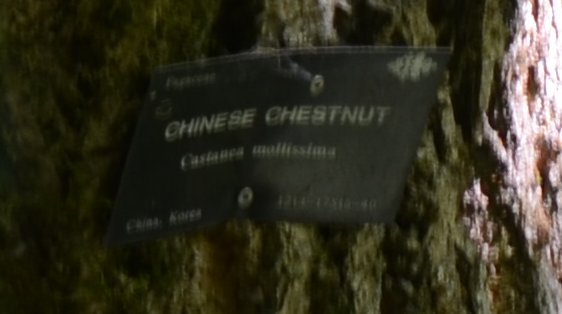 Fagaceae
CHINESE CHESTNUT
Castanea mollissima
China, Korea